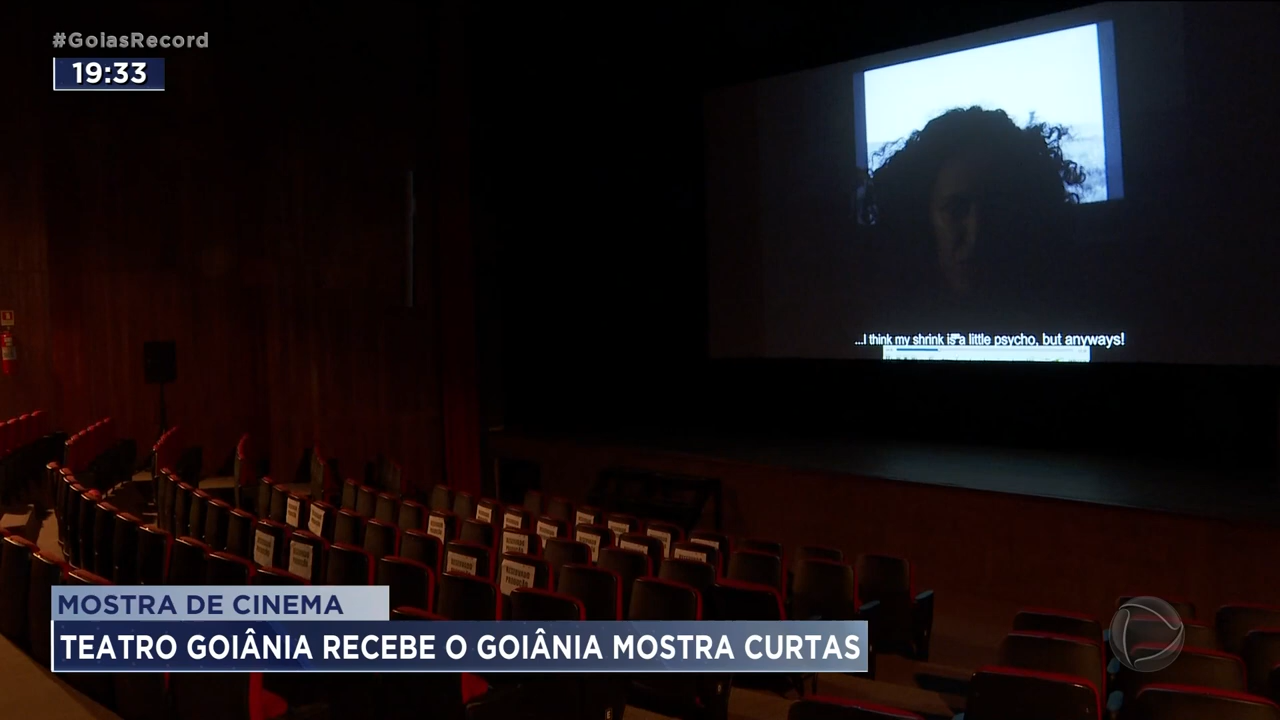 #GoiasRecord
19:33
...I think my shrink is a little psycho, but anyways!
MOSTRA DE CINEMA
TEATRO GOIÂNIA RECEBE O GOIÂNIA MOSTRA CURTAS